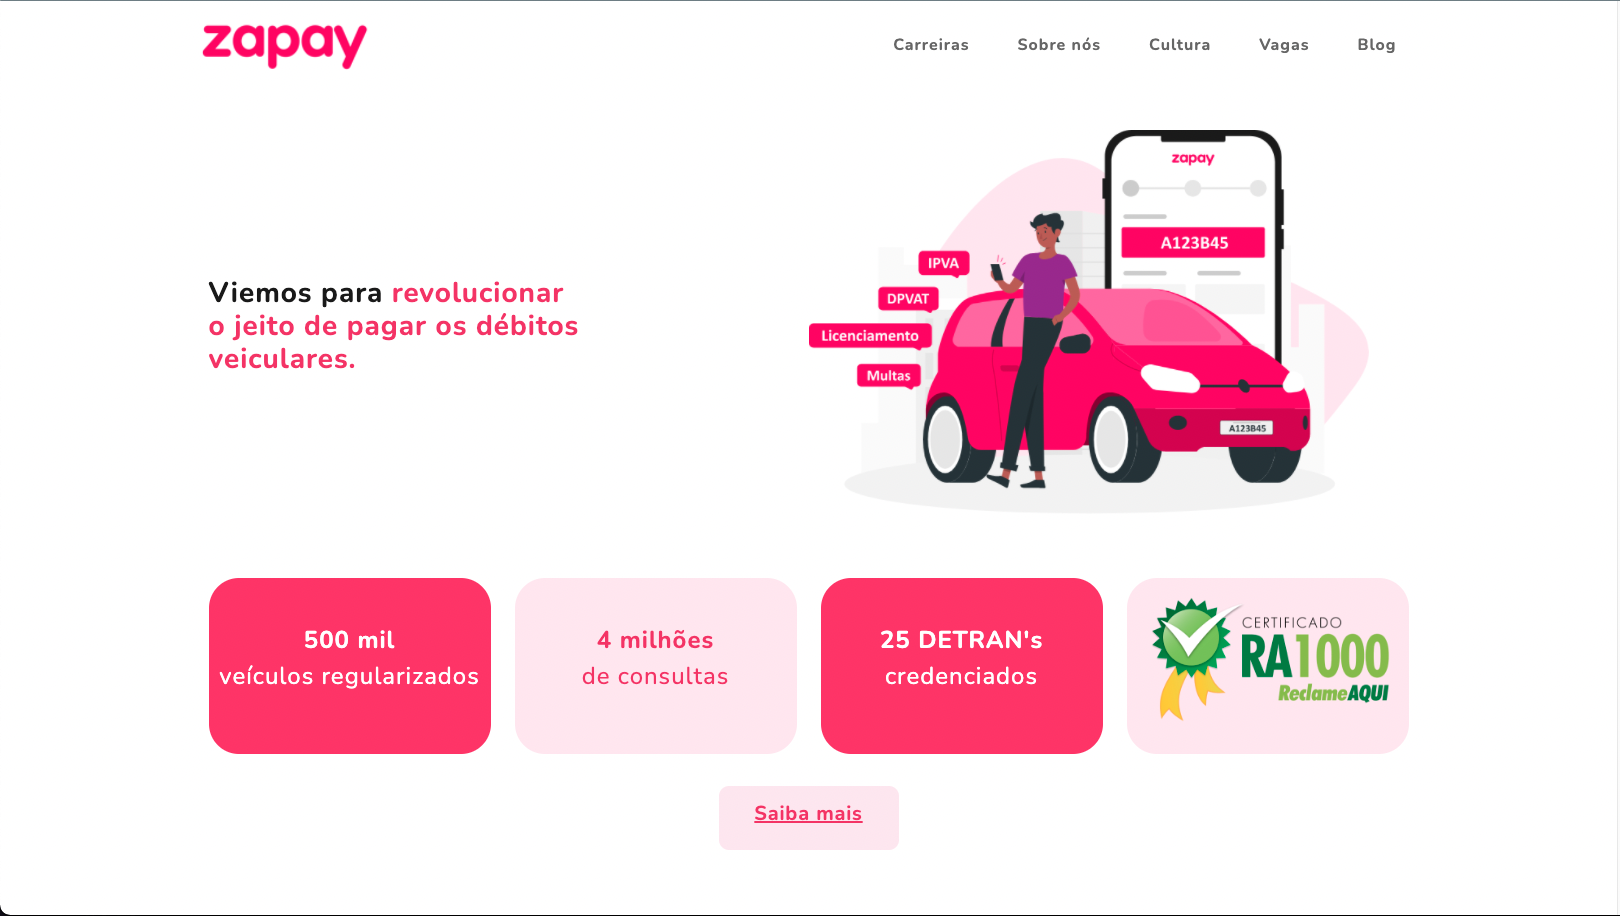 zapay
Carreiras
Sobre nós
Cultura
Vagas
Blog
zapay
A123B45
IPVA
DPVAT
Licenciamento
Multas
A123B45
Viemos para revolucionar
o jeito de pagar os débitos
veiculares.
500 mil
veículos regularizados
4 milhões
de consultas
25 DETRAN's
credenciados
CERTIFICADO
RA1000
ReclameAQUI
Saiba mais